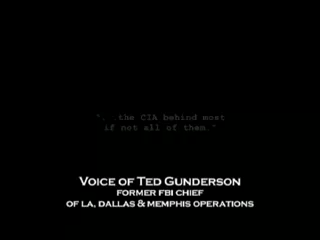 "...the CIA behind most
if not all of them."
VOICE OF TED GUNDERSON
FORMER FBI CHIEF
OF LA, DALLAS & MEMPHIS OPERATIONS